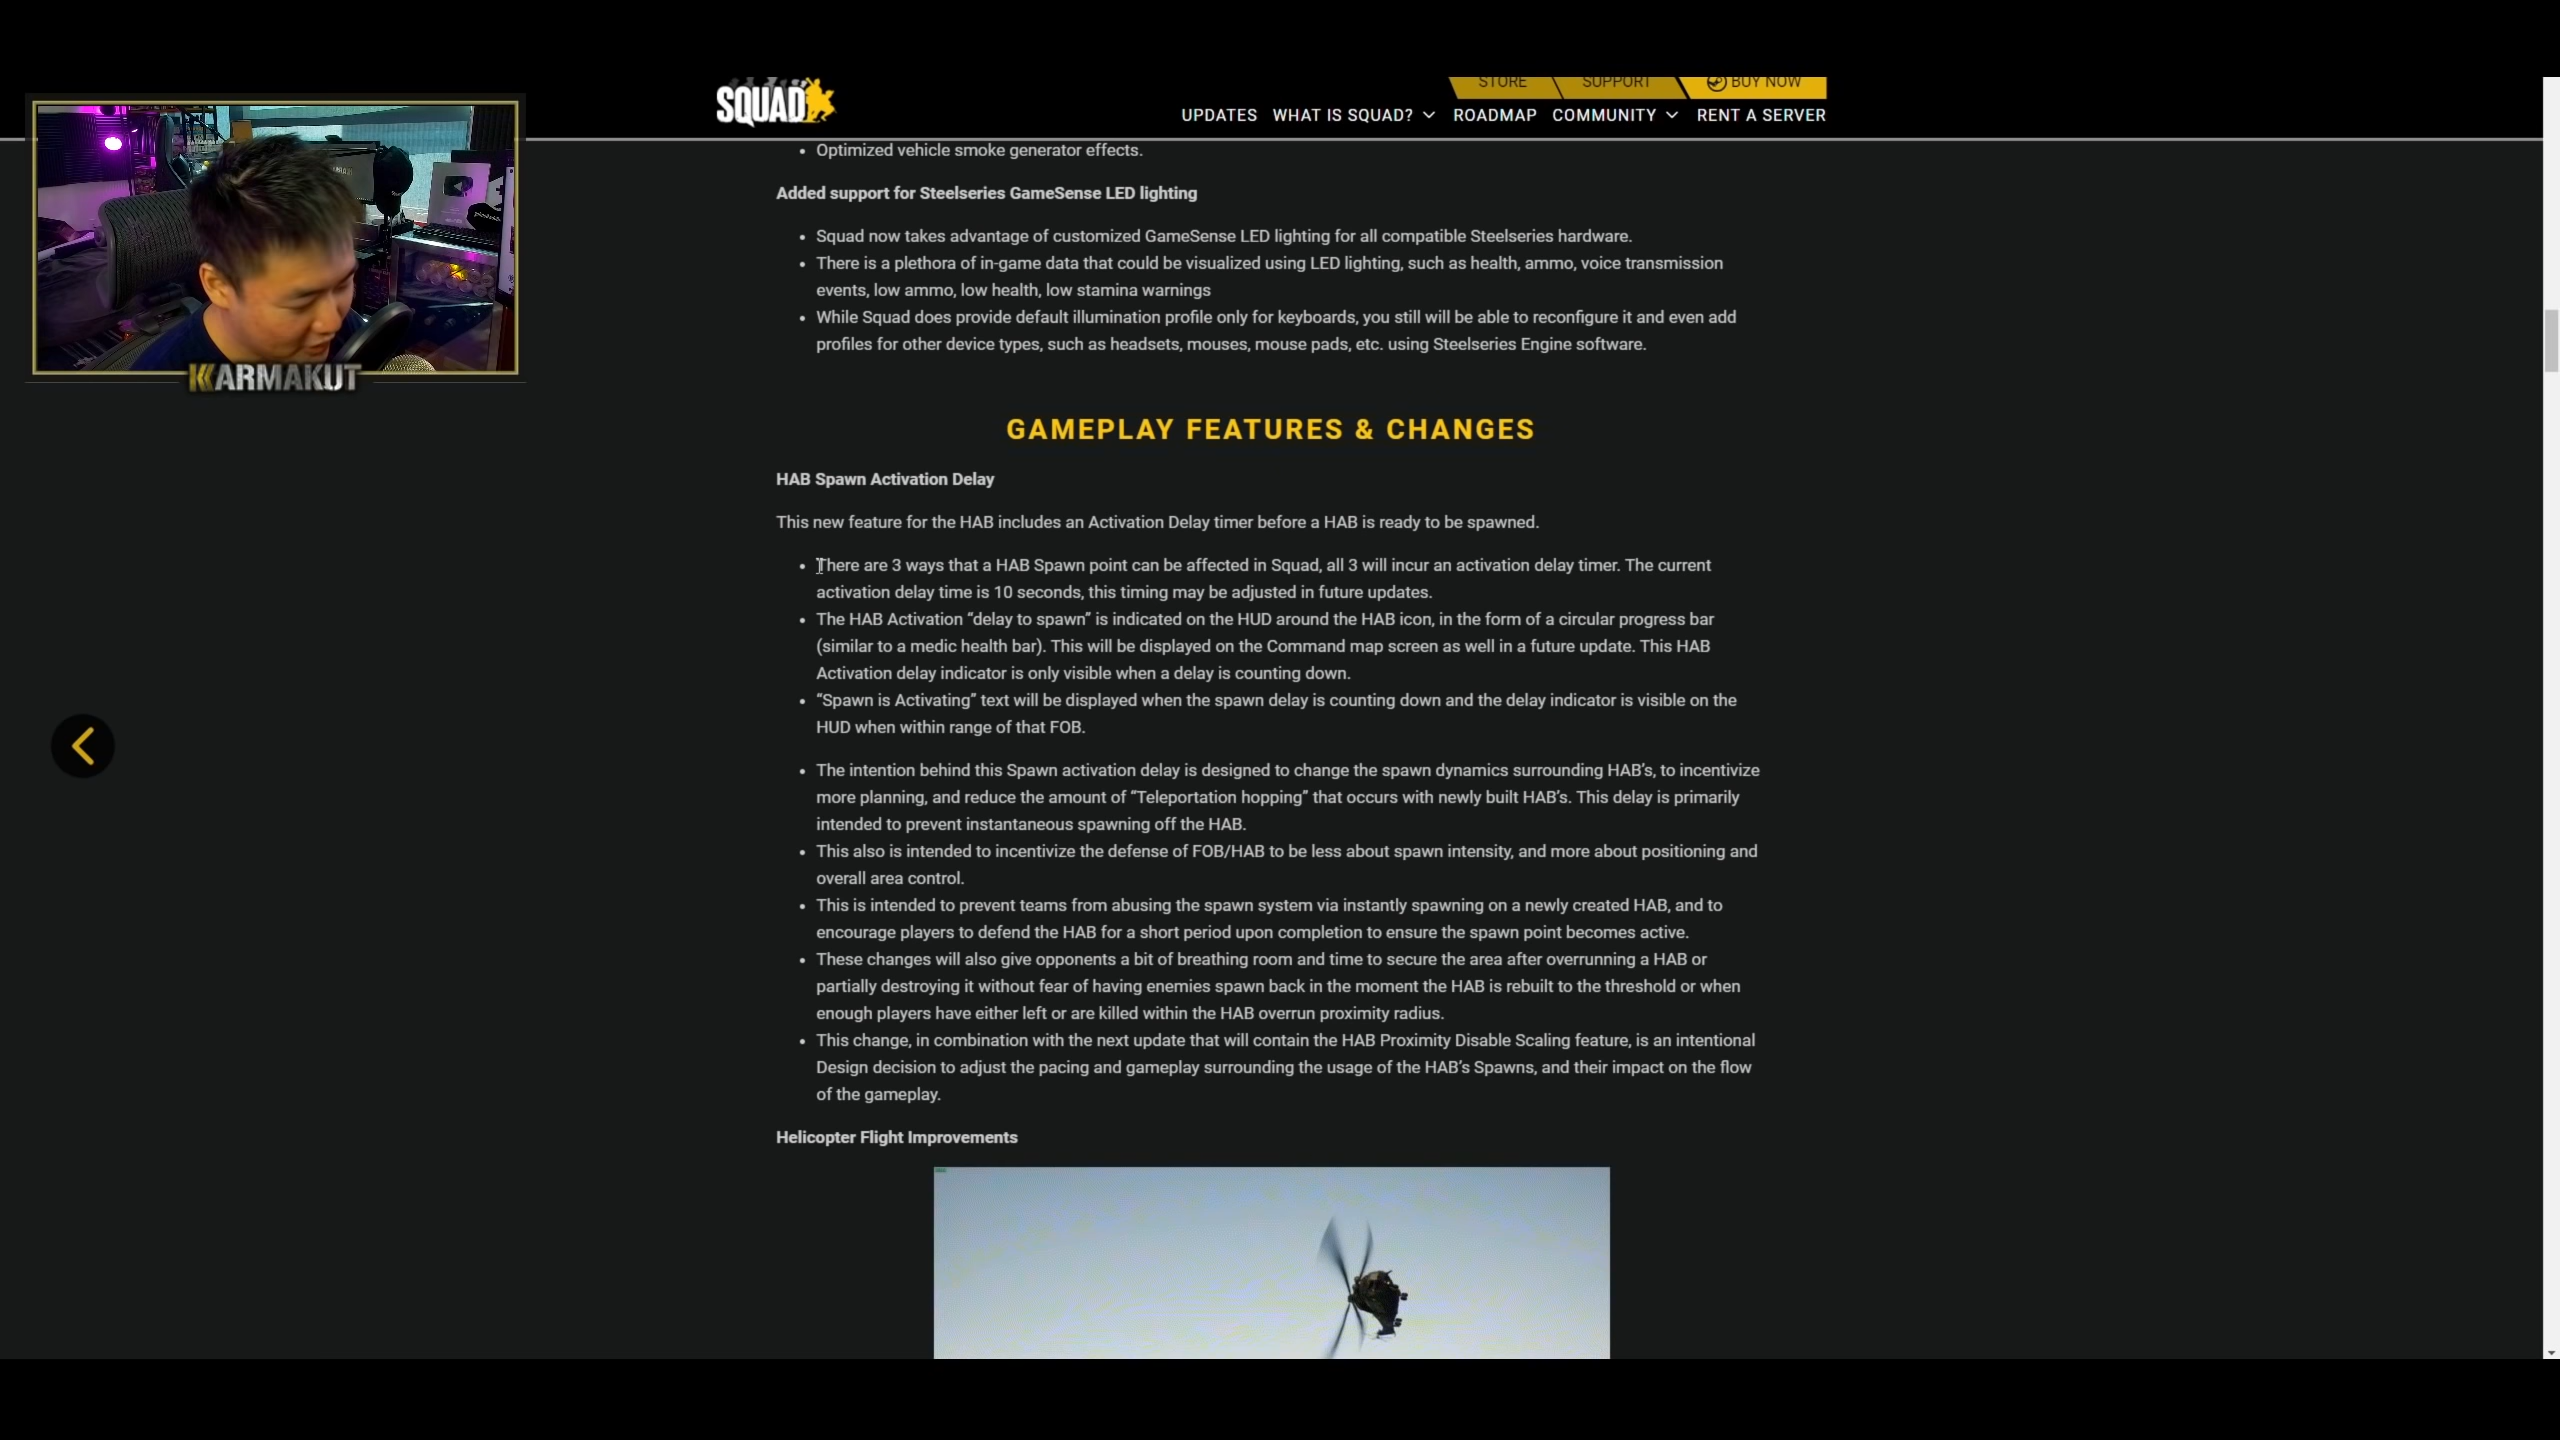 SQUAD
STORE
SUPPORT
BUY NOW
UPDATES
WHAT IS SQUAD?
ROADMAP
COMMUNITY
RENT A SERVER
KARMAKUT
• Optimized vehicle smoke generator effects.
Added support for Steelseries GameSense LED lighting
• Squad now takes advantage of customized GameSense LED lighting for all compatible Steelseries hardware.
• There is a plethora of in-game data that could be visualized using LED lighting, such as health, ammo, voice transmission
events, low ammo, low health, low stamina warnings
• While Squad does provide default illumination profile only for keyboards, you still will be able to reconfigure it and even add
profiles for other device types, such as headsets, mouses, mouse pads, etc. using Steelseries Engine software.
GAMEPLAY FEATURES & CHANGES
HAB Spawn Activation Delay
This new feature for the HAB includes an Activation Delay timer before a HAB is ready to be spawned.
• There are 3 ways that a HAB Spawn point can be affected in Squad, all 3 will incur an activation delay timer. The current
activation delay time is 10 seconds, this timing may be adjusted in future updates.
• The HAB Activation “delay to spawn” is indicated on the HUD around the HAB icon, in the form of a circular progress bar
(similar to a medic health bar). This will be displayed on the Command map screen as well in a future update. This HAB
Activation delay indicator is only visible when a delay is counting down.
• “Spawn is Activating” text will be displayed when the spawn delay is counting down and the delay indicator is visible on the
HUD when within range of that FOB.
• The intention behind this Spawn activation delay is designed to change the spawn dynamics surrounding HAB’s, to incentivize
more planning, and reduce the amount of “Teleportation hopping” that occurs with newly built HAB’s. This delay is primarily
intended to prevent instantaneous spawning off the HAB.
• This also is intended to incentivize the defense of FOB/HAB to be less about spawn intensity, and more about positioning and
overall area control.
• This is intended to prevent teams from abusing the spawn system via instantly spawning on a newly created HAB, and to
encourage players to defend the HAB for a short period upon completion to ensure the spawn point becomes active.
• These changes will also give opponents a bit of breathing room and time to secure the area after overrunning a HAB or
partially destroying it without fear of having enemies spawn back in the moment the HAB is rebuilt to the threshold or when
enough players have either left or are killed within the HAB overrun proximity radius.
• This change, in combination with the next update that will contain the HAB Proximity Disable Scaling feature, is an intentional
Design decision to adjust the pacing and gameplay surrounding the usage of the HAB’s Spawns, and their impact on the flow
of the gameplay.
Helicopter Flight Improvements